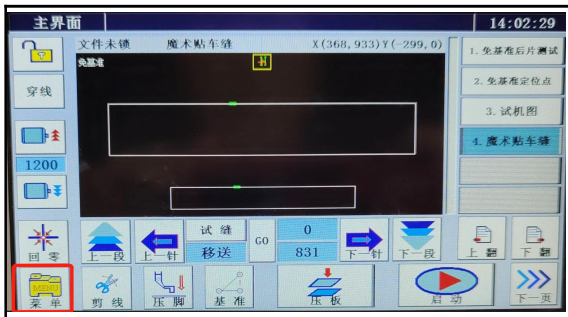 主界面 14:02:29
文件未锁 魔术贴车缝 X(368,933)Y(-299,0)
免基准
1.免基准后片测试
2.免基准定位点
3.试机图
4.魔术贴车缝
穿线
1200
回零
上一段
上一针
试缝
移送
GO
0
831
下一针
下一段
上翻
下翻
MENU
菜单
剪线
压脚
基准
压板
启动
下一页